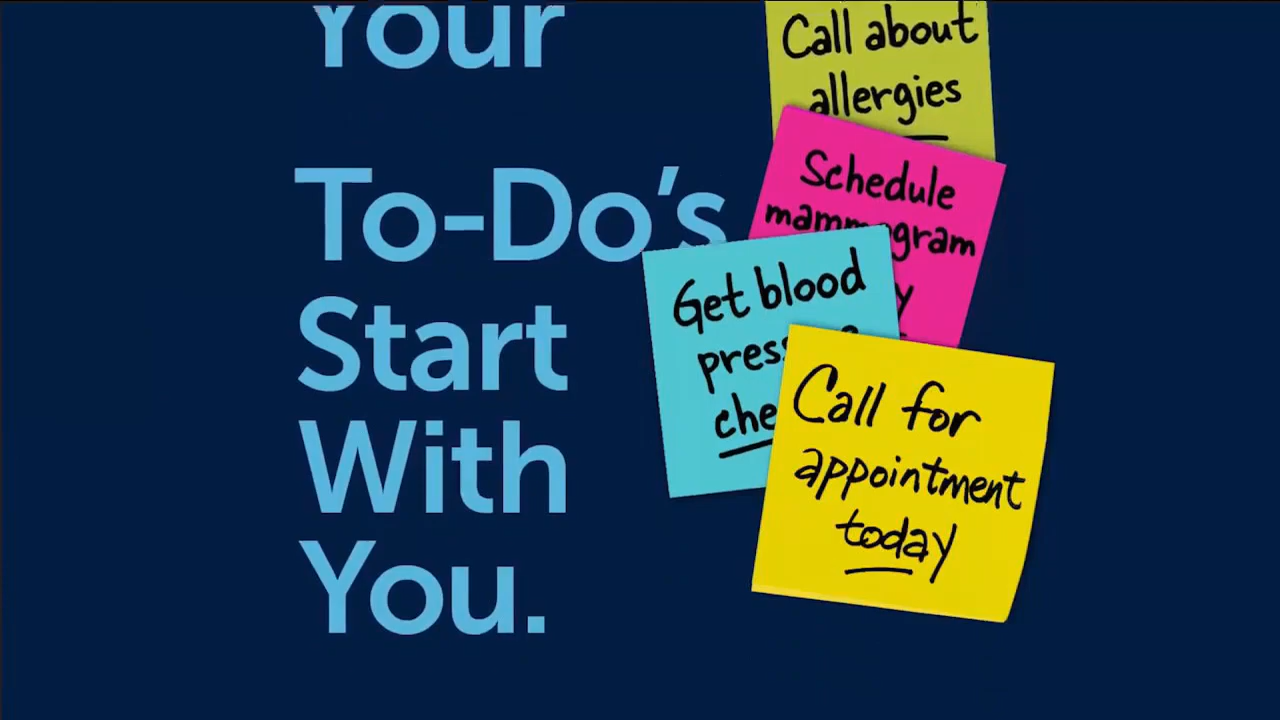 Your
To-Do's
Start
With
You.
Call about
allergies
Schedule
Get blood
Call for
appointment
today